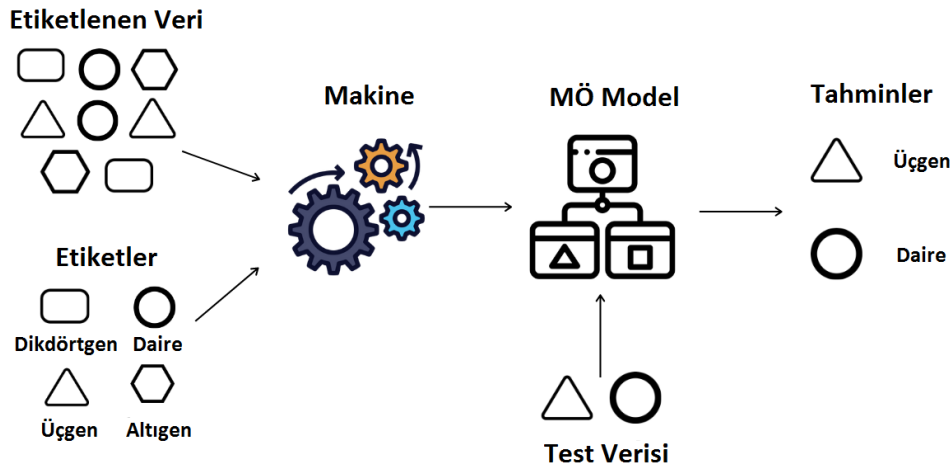 Etiketlenen Veri
Makine
MÖ Model
Tahminler
Üçgen
Daire
Etiketler
Dikdörtgen
Daire
Üçgen
Altıgen
Test Verisi